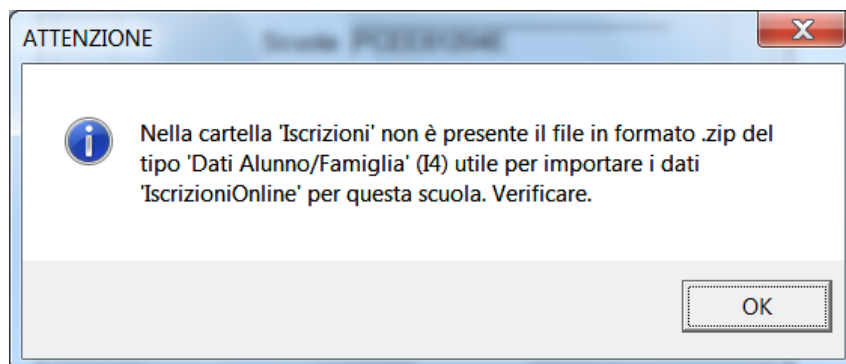 ATTENZIONE
Scuola
Nella cartella 'Iscrizioni' non è presente il file in formato .zip del
tipo 'Dati Alunno/Famiglia' (I4) utile per importare i dati
'IscrizioniOnline' per questa scuola. Verificare.
OK